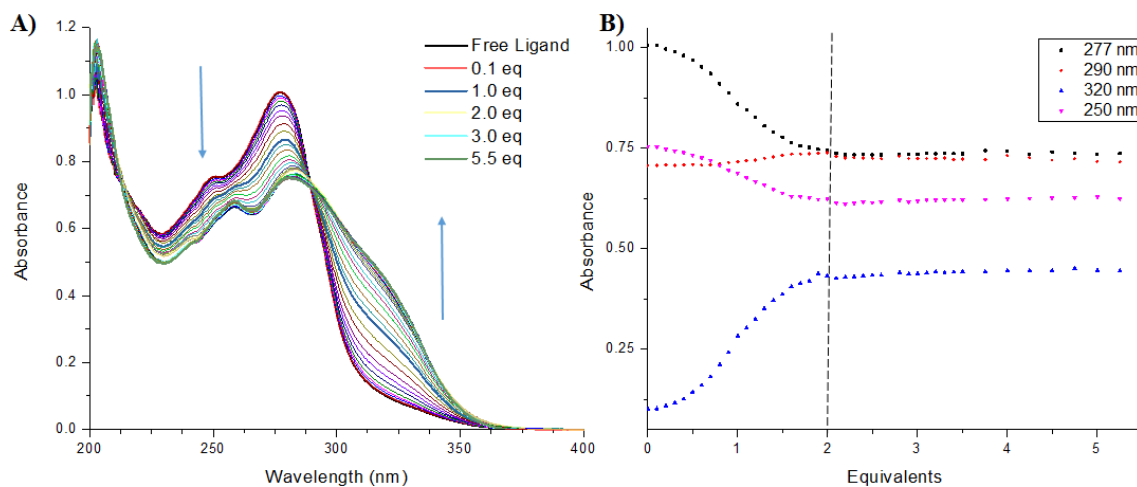 A)
1.2
1.0
0.8
0.6
0.4
0.2
0.0
Absorbance
200
250
300
350
400
Wavelength (nm)
Free Ligand
0.1 eq
1.0 eq
2.0 eq
3.0 eq
5.5 eq
B)
1.00
0.75
0.50
0.25
Absorbance
0
1
2
3
4
5
Equivalents
277 nm
290 nm
320 nm
250 nm